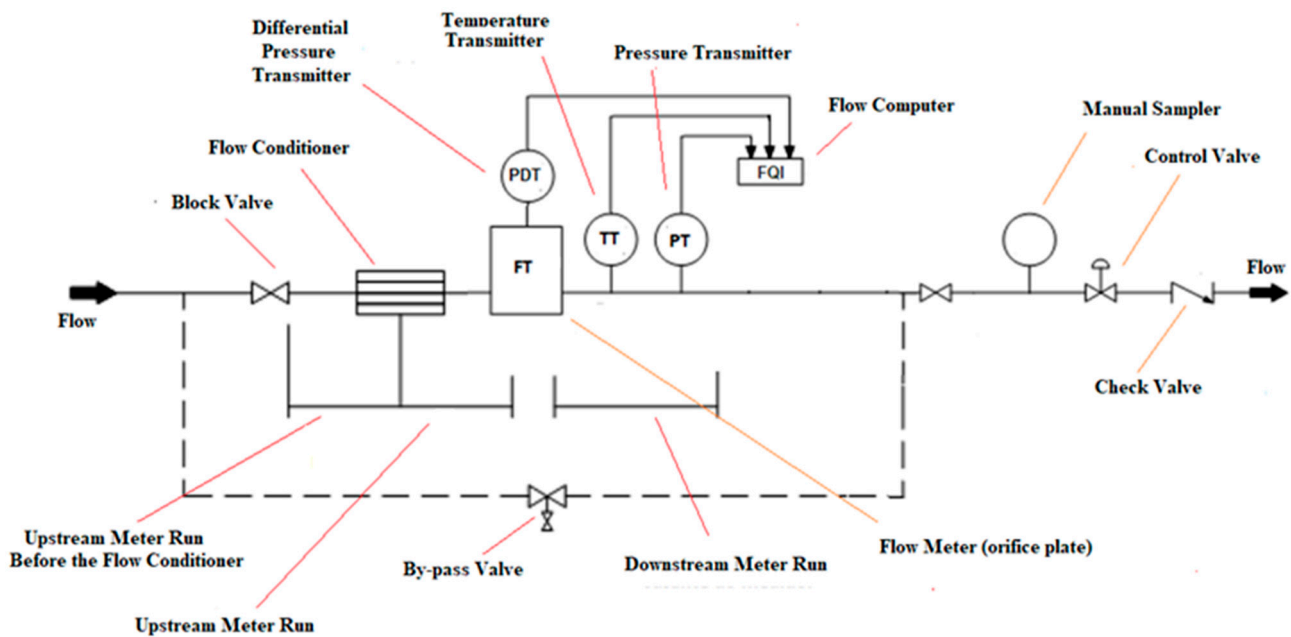 Differential
Pressure
Transmitter
Temperature
Transmitter
Pressure Transmitter
Flow Computer
Manual Sampler
Control Valve
Flow Conditioner
Block Valve
PDT
FQI
TT
PT
FT
Flow
Flow
Check Valve
Upstream Meter Run
Before the Flow Conditioner
By-pass Valve
Downstream Meter Run
Flow Meter (orifice plate)
Upstream Meter Run